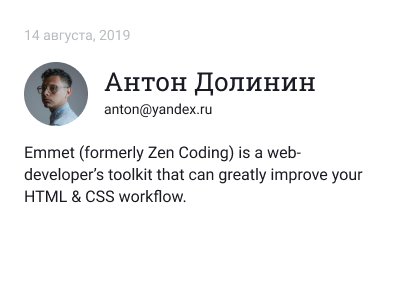 14 августа, 2019
Антон Долинин
anton@yandex.ru
Emmet (formerly Zen Coding) is a web-
developer’s toolkit that can greatly improve your
HTML & CSS workflow.